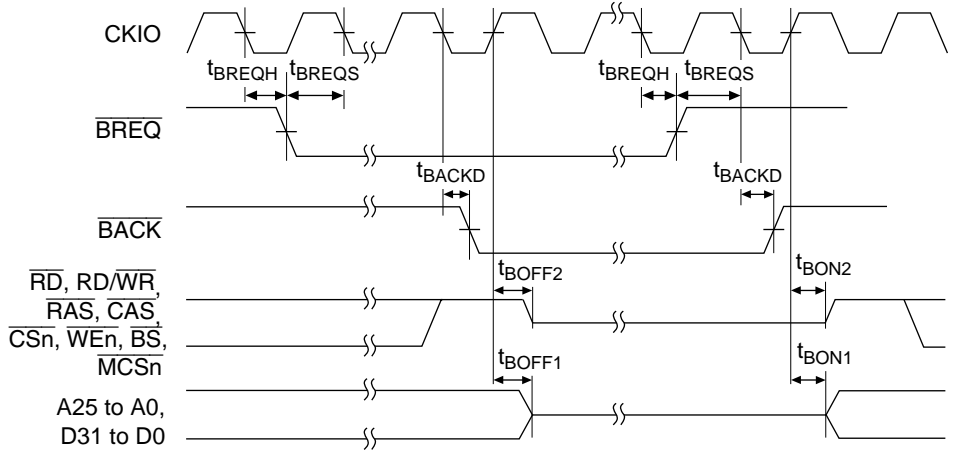 CKIO
tBREQH tBREQS tBREQH tBREQS
BREQ
tBACKD tBACKD
BACK
RD, RD/WR,
RAS, CAS,
CSn, WEn, BS,
MCSn
tBOFF2 tBON2
tBOFF1 tBON1
A25 to A0,
D31 to D0